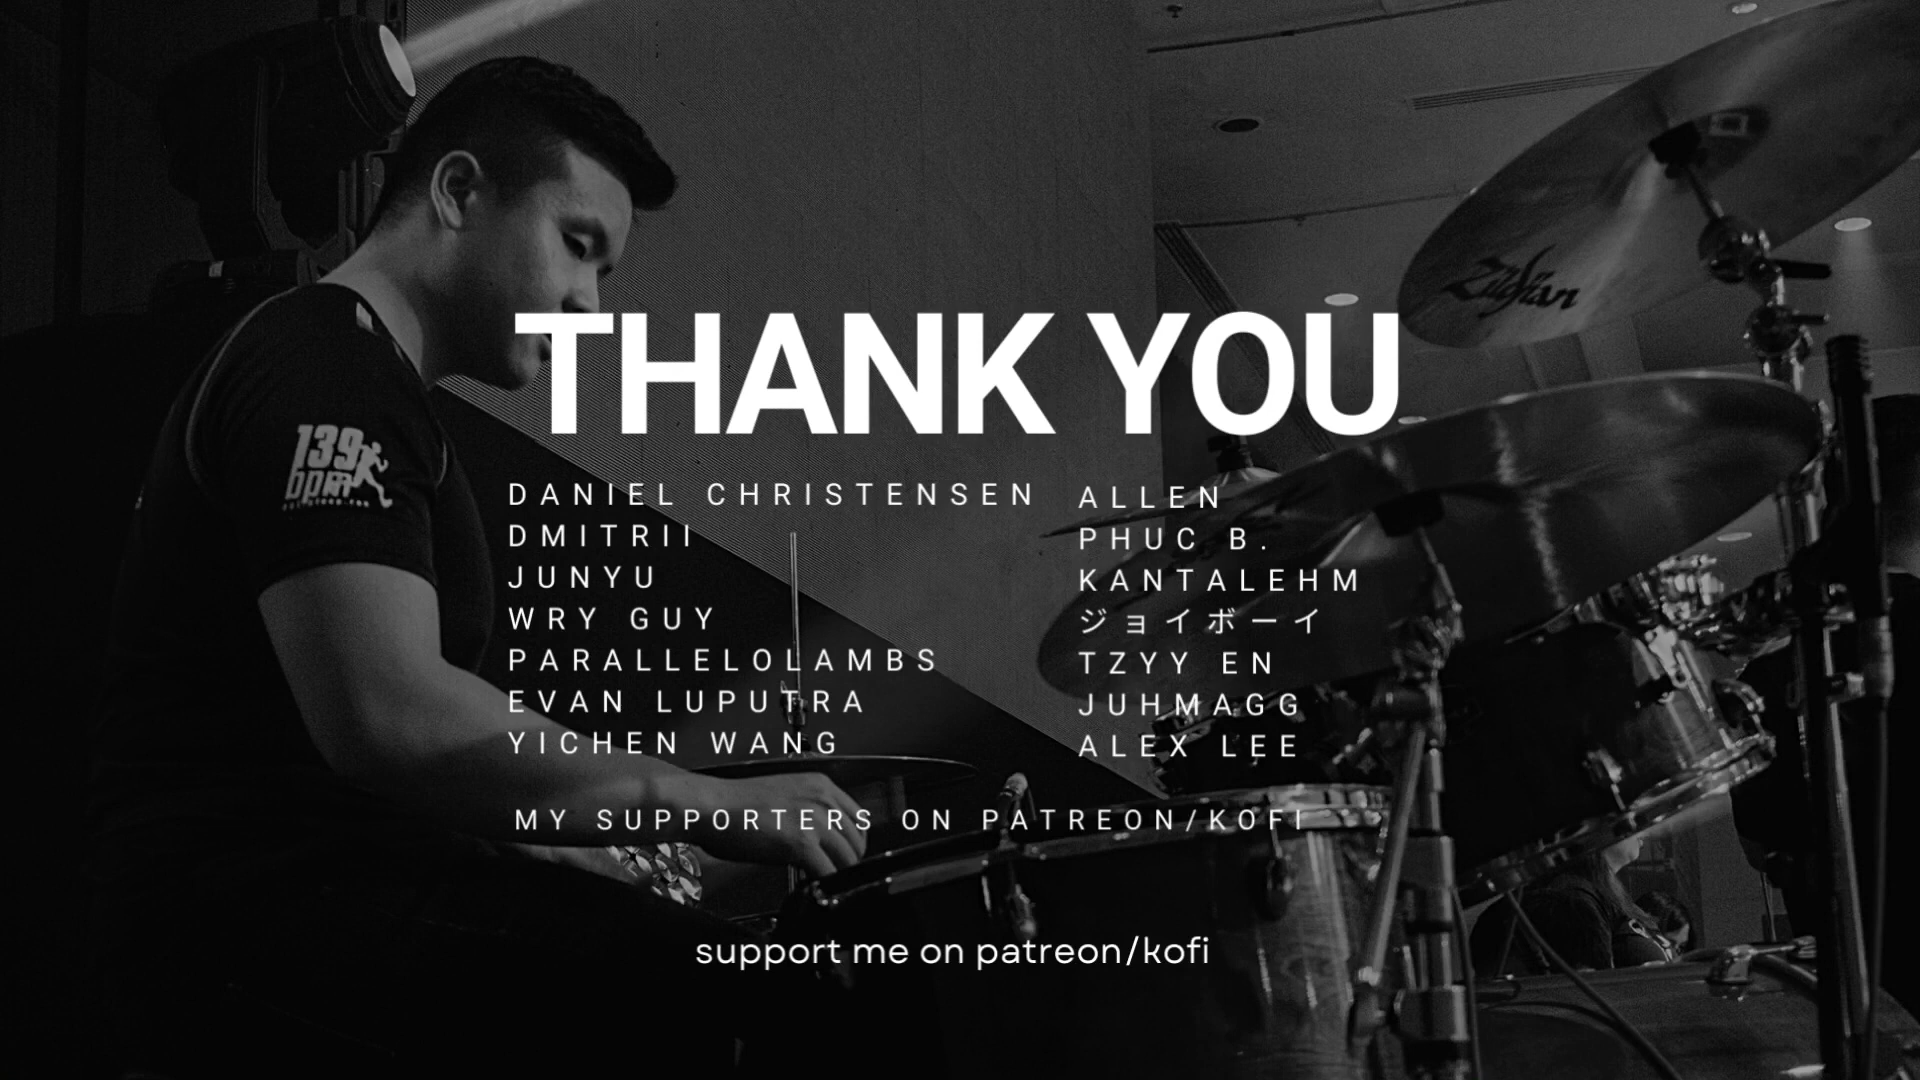 139
bpm
Zildjian
THANK YOU
DANIEL CHRISTENSEN
DMITRII
JUNYU
WRY GUY
PARALLELOLAMBS
EVAN LUPUTRA
YICHEN WANG
ALLEN
PHUC B.
KANTALEHM
ジョイボーイ
TZYY EN
JUHMAGG
ALEX LEE
MY SUPPORTERS ON PATREON/KOFI
support me on patreon/kofi